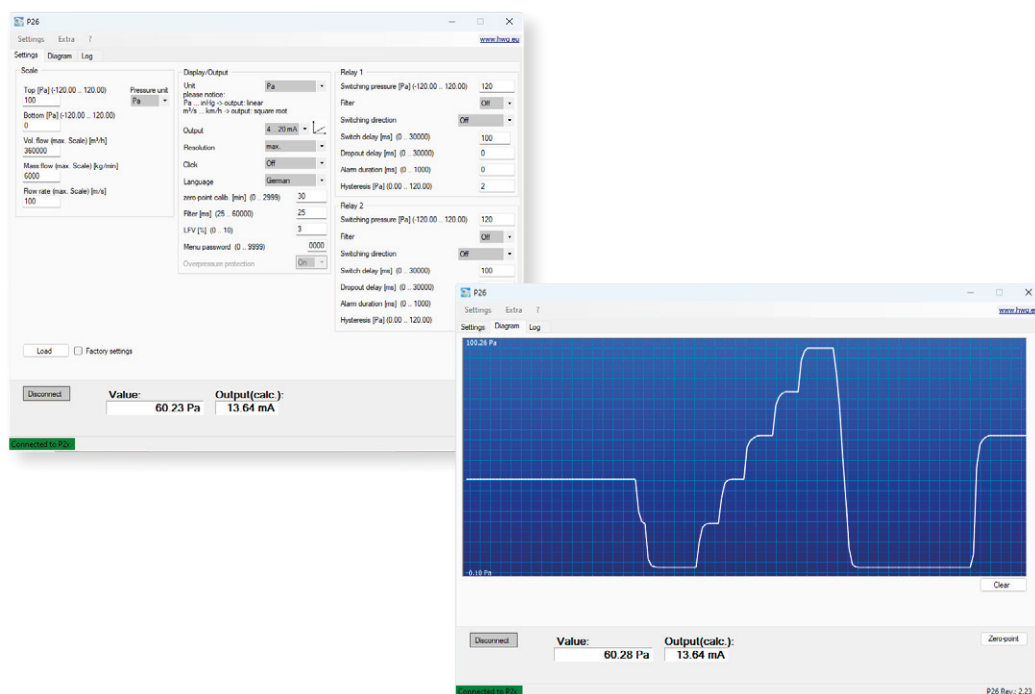 P26
Settings Extra ? www.hwg.eu
Settings Diagram Log
Scale
Top [Pa] (-120.00 .. 120.00) Pressure unit
100 Pa
Bottom [Pa] (-120.00 .. 120.00)
0
Vol. flow (max. Scale) [m³/h]
360000
Mass flow (max. Scale) [kg/min]
6000
Flow rate (max. Scale) [m/s]
100
Display/Output
Unit Pa
please notice:
Pa ... inHg -> output: linear
m³/s ... km/h -> output: square root
Output 4 .. 20 mA
Resolution max.
Click Off
Language German
zero point calib. [min] (0 .. 2999) 30
Filter [ms] (25 .. 60000) 25
LFV [%] (0 .. 10) 3
Menu password (0 .. 9999) 0000
Overpressure protection On
Relay 1
Switching pressure [Pa] (-120.00 .. 120.00) 120
Filter Off
Switching direction Off
Switch delay [ms] (0 .. 30000) 100
Dropout delay [ms] (0 .. 30000) 0
Alarm duration [ms] (0 .. 1000) 0
Hysteresis [Pa] (0.00 .. 120.00) 2
Relay 2
Switching pressure [Pa] (-120.00 .. 120.00) 120
Filter Off
Switching direction Off
Switch delay [ms] (0 .. 30000) 100
Dropout delay [ms] (0 .. 30000)
Alarm duration [ms] (0 .. 1000)
Hysteresis [Pa] (0.00 .. 120.00)
Load Factory settings
Disconnect Value: Output(calc.):
60.23 Pa 13.64 mA
Connected to P2x
P26
Settings Extra ? www.hwg.eu
Settings Diagram Log
100.26 Pa
-0.10 Pa
Clear
Disconnect Value: Output(calc.): Zero-point
60.28 Pa 13.64 mA
Connected to P2x P26 Rev.: 2.23